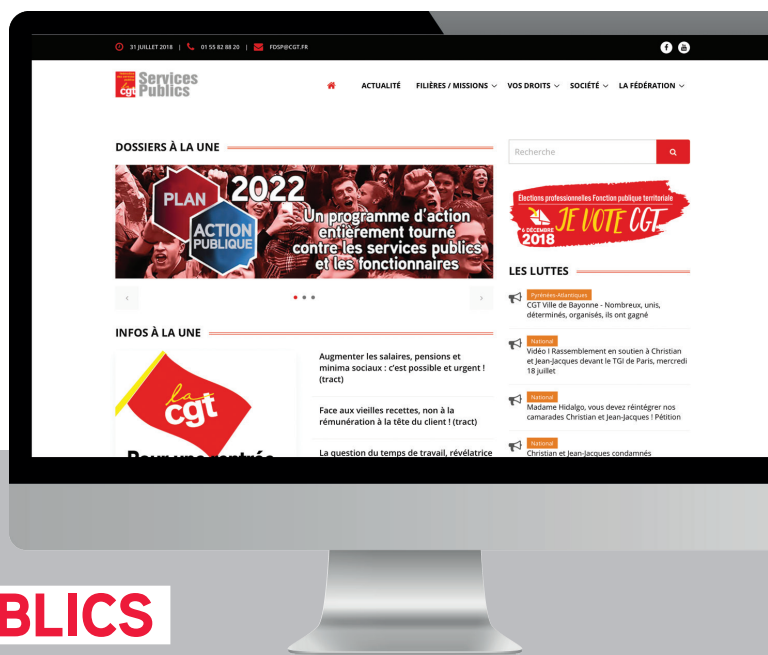 31 JUILLET 2018 | 01 55 82 88 20 | FDSP@CGT.FR
cgt Services
Publics
ACTUALITÉ FILIÈRES / MISSIONS VOS DROITS SOCIÉTÉ LA FÉDÉRATION
DOSSIERS À LA UNE
PLAN
ACTION
PUBLIQUE
2022
Un programme d'action
entièrement tourné
contre les services publics
et les fonctionnaires
INFOS À LA UNE
la
cgt
Pour une rentrée
Augmenter les salaires, pensions et
minima sociaux : c'est possible et urgent !
(tract)
Face aux vieilles recettes, non à la
rémunération à la tête du client ! (tract)
La question du temps de travail, révélatrice
Recherche
Elections professionnelles Fonction publique territoriale
6 DÉCEMBRE
2018
JE VOTE CGT
LES LUTTES
Pyrénées-Atlantiques
CGT Ville de Bayonne - Nombreux, unis,
déterminés, organisés, ils ont gagné
National
Vidéo I Rassemblement en soutien à Christian
et Jean-Jacques devant le TGI de Paris, mercredi
18 juillet
National
Madame Hidalgo, vous devez réintégrer nos
camarades Christian et Jean-Jacques ! Pétition
National
Christian et Jean-Jacques condamnés
BLICS